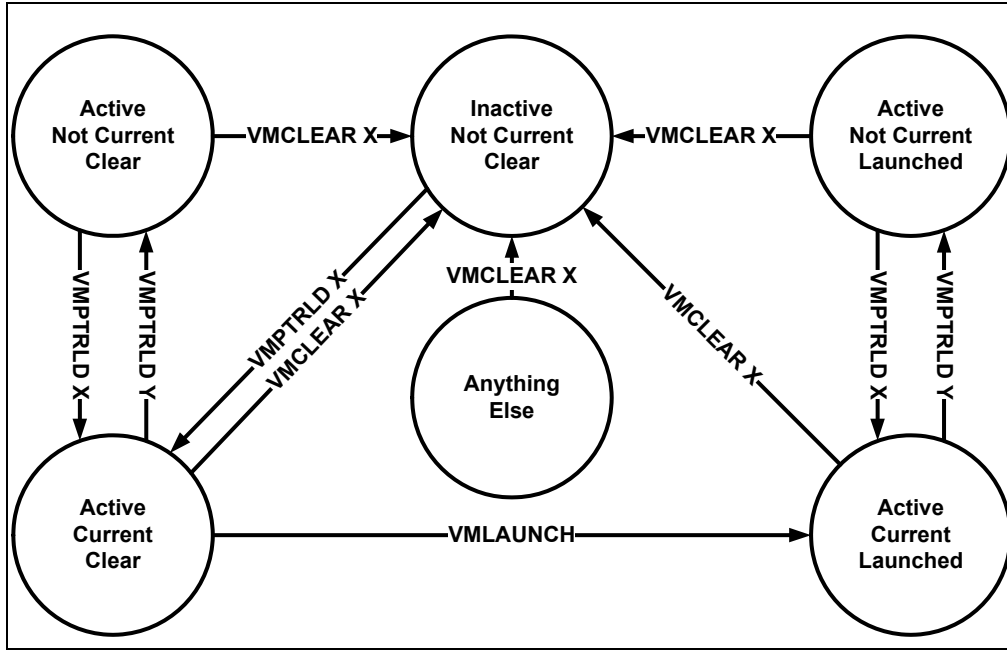 Active
Not Current
Clear
VMCLEAR X
Inactive
Not Current
Clear
VMCLEAR X
Active
Not Current
Launched
VMPTRLD X
VMPTRLD Y
VMPTRLD X
VMCLEAR X
VMCLEAR X
Anything
Else
VMCLEAR X
VMPTRLD X
VMPTRLD Y
Active
Current
Clear
VMLAUNCH
Active
Current
Launched